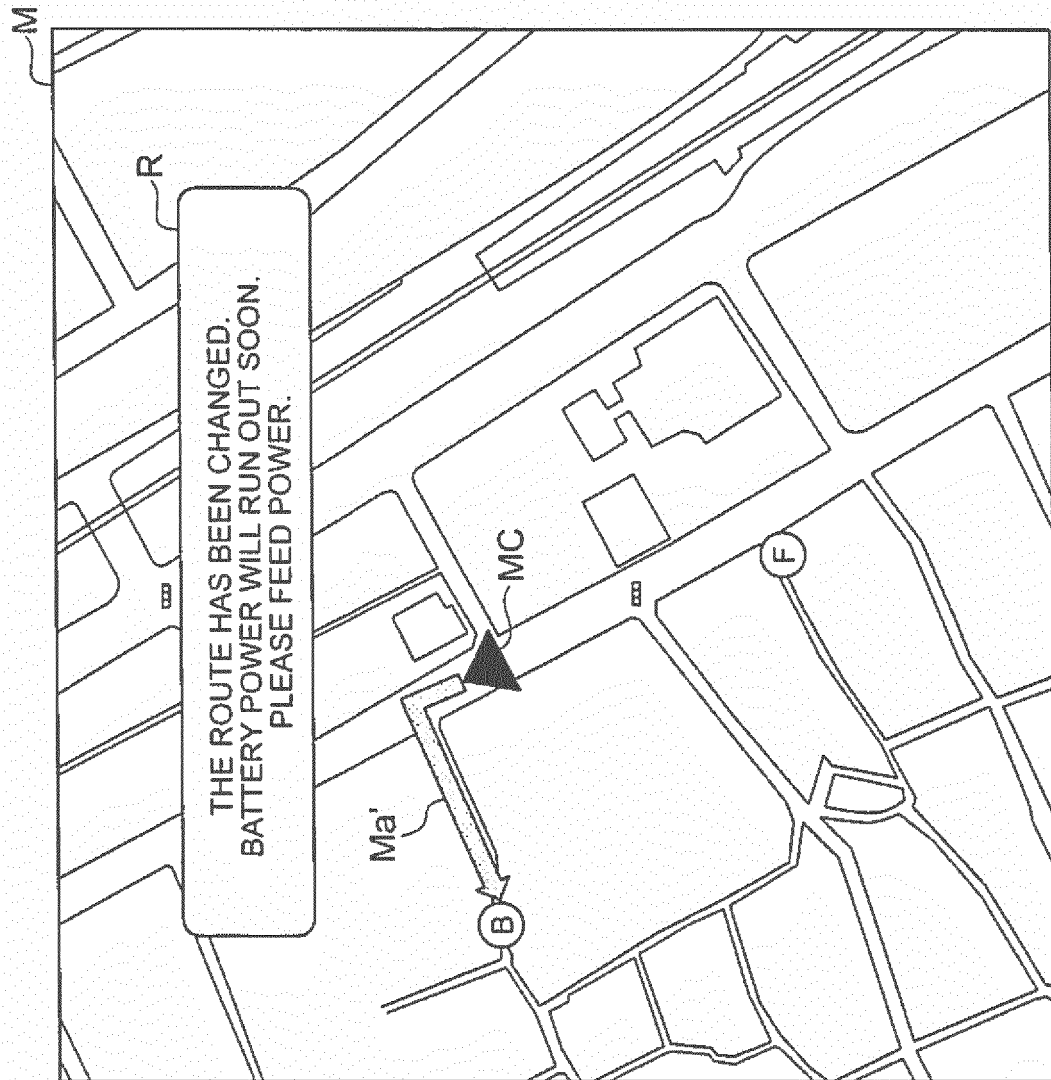 M
R
THE ROUTE HAS BEEN CHANGED.
BATTERY POWER WILL RUN OUT SOON.
PLEASE FEED POWER.
Ma'
MC
B
F